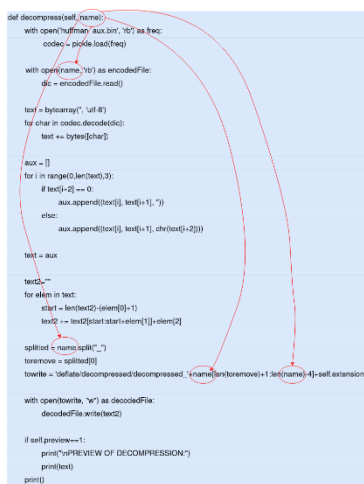 def decompress(self, name):
with open('huffman_aux.bin', 'rb') as freq:
codec = pickle.load(freq)
with open(name, 'rb') as encodedFile:
dic = encodedFile.read()
text = bytearray('', 'utf-8')
for char in codec.decode(dic):
text += bytes([char])
aux = []
for i in range(0,len(text),3):
if text[i+2] == 0:
aux.append((text[i], text[i+1], ''))
else:
aux.append((text[i], text[i+1], chr(text[i+2])))
text = aux
text2=""
for elem in text:
start = len(text2)-(elem[0]+1)
text2 += text2[start:start+elem[1]]+elem[2]
splitted = name.split("_")
toremove = splitted[0]
towrite = 'deflate/decompressed/decompressed_'+name[len(toremove)+1:len(name)-4]+self.extension
with open(towrite, "w") as decodedFile:
decodedFile.write(text2)
if self.preview==1:
print("\nPREVIEW OF DECOMPRESSION:")
print(text)
print()